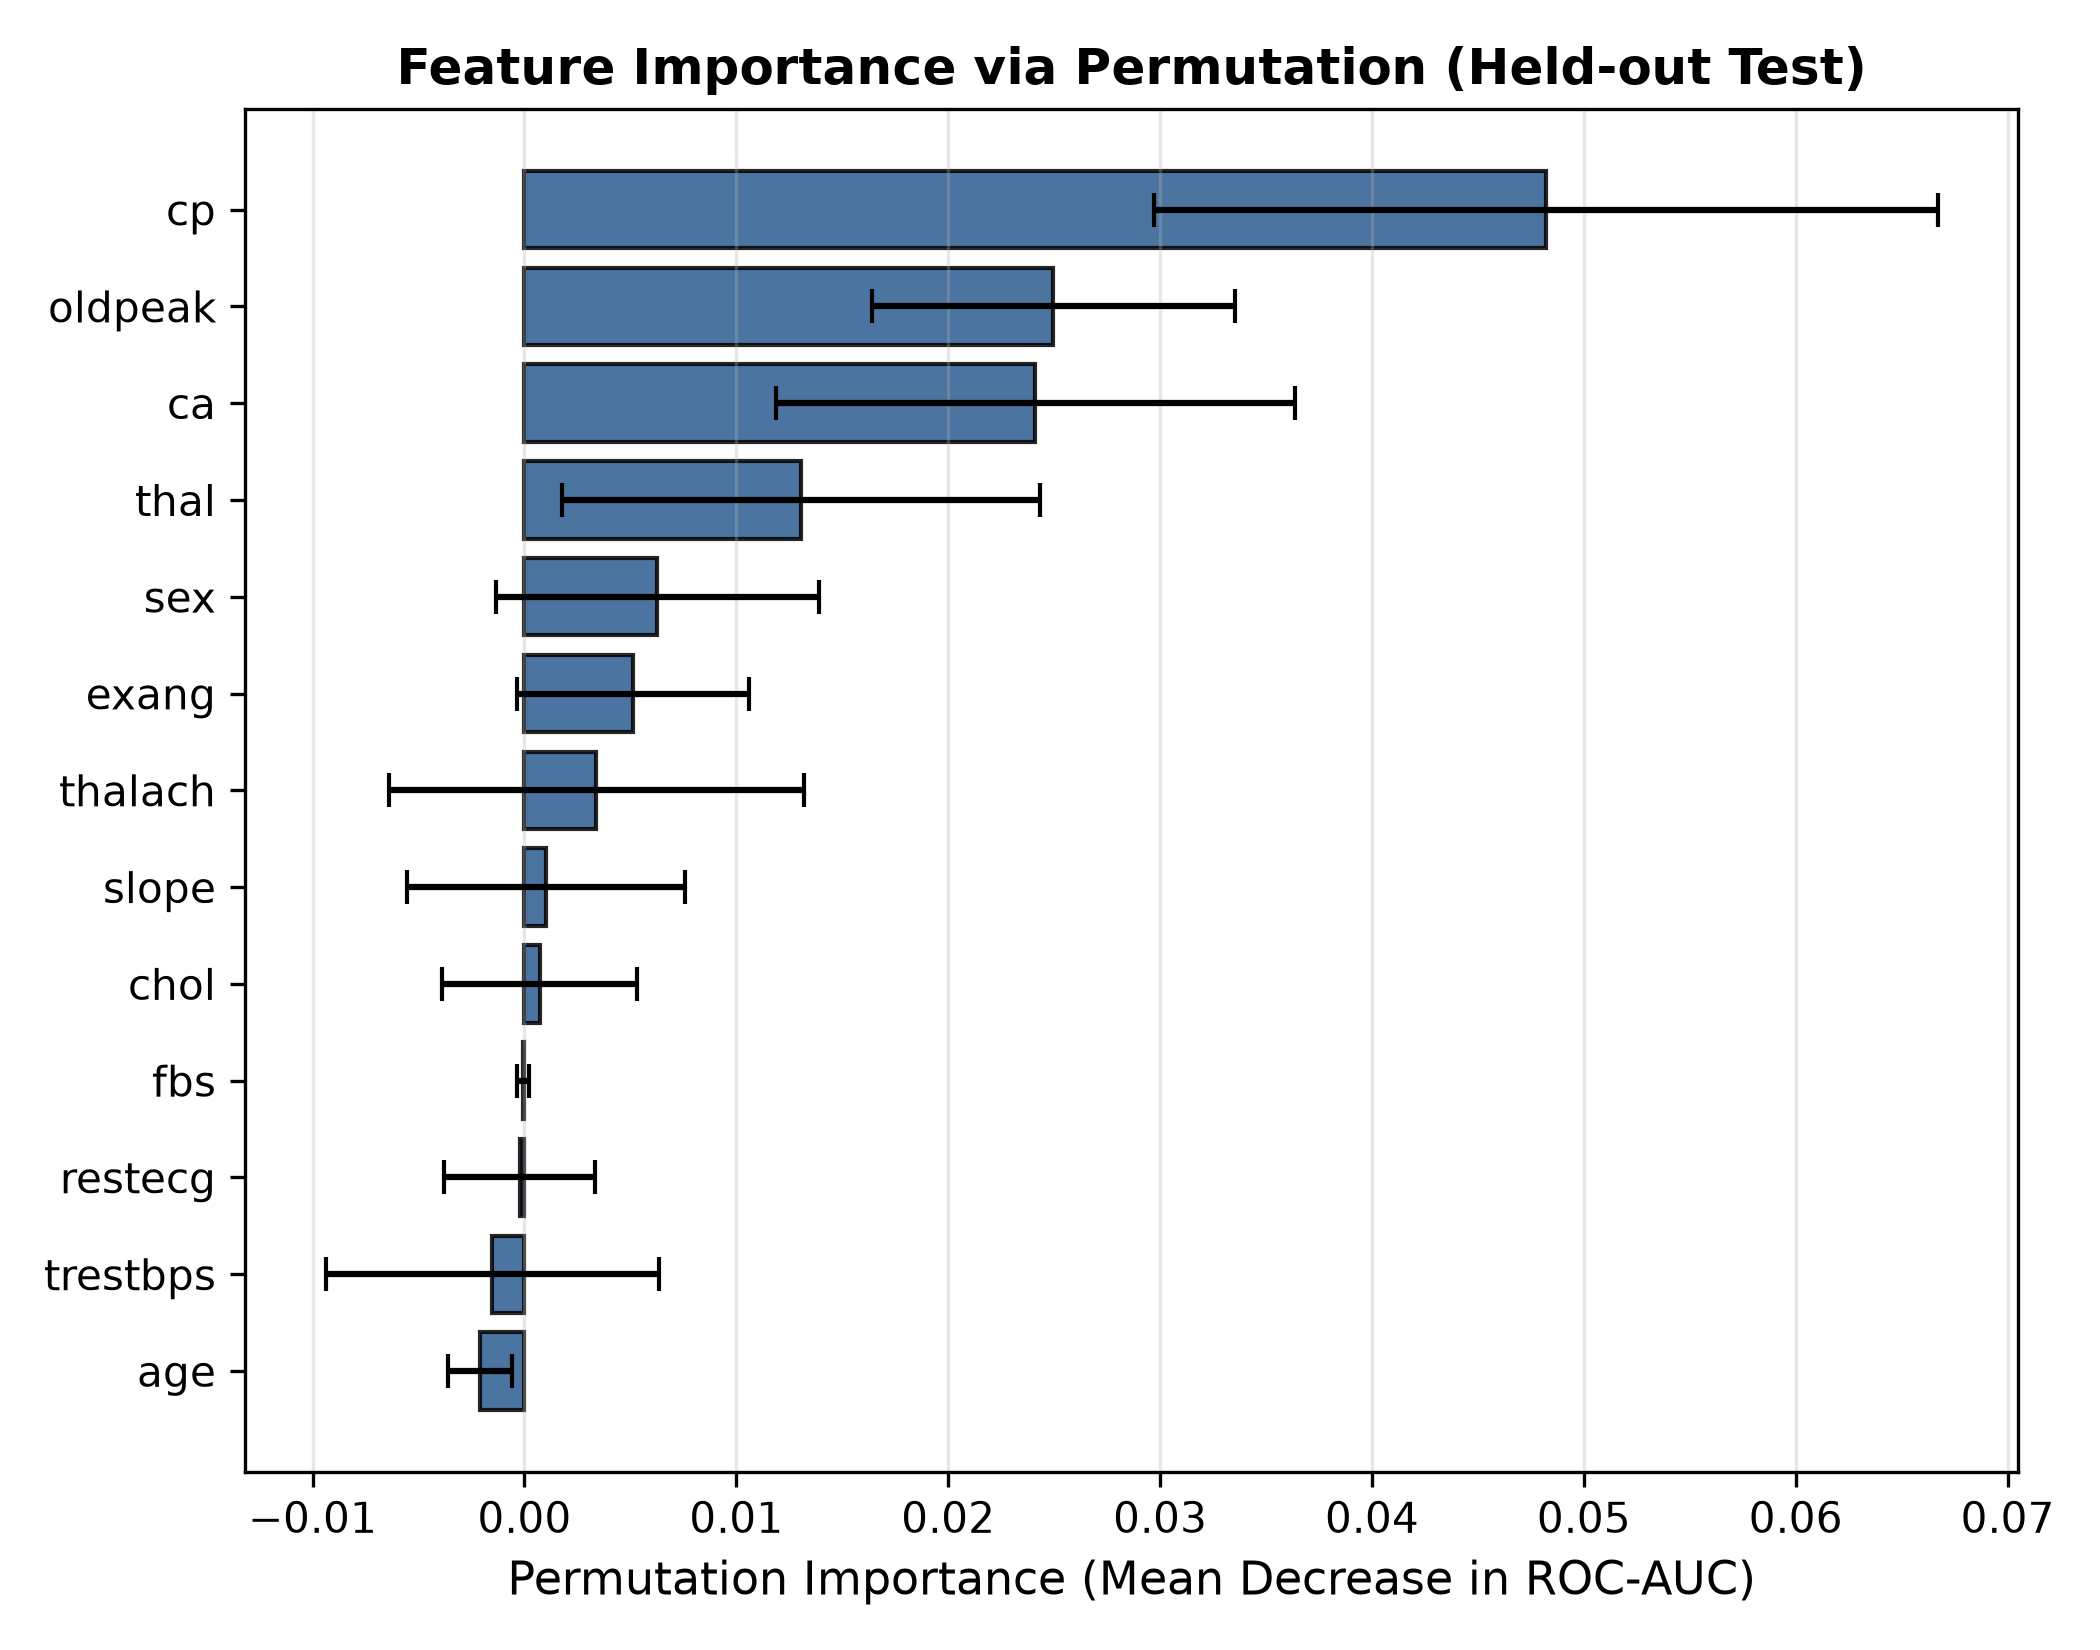 Feature Importance via Permutation (Held-out Test)
cp
oldpeak
ca
thal
sex
exang
thalach
slope
chol
fbs
restecg
trestbps
age
−0.01 0.00 0.01 0.02 0.03 0.04 0.05 0.06 0.07
Permutation Importance (Mean Decrease in ROC-AUC)